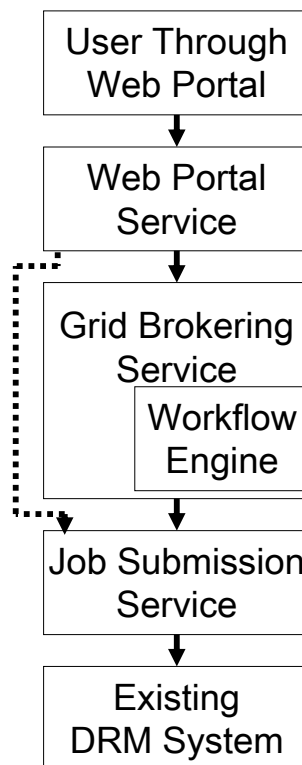 User Through
Web Portal
Web Portal
Service
Grid Brokering
Service
Workflow
Engine
Job Submission
Service
Existing
DRM System